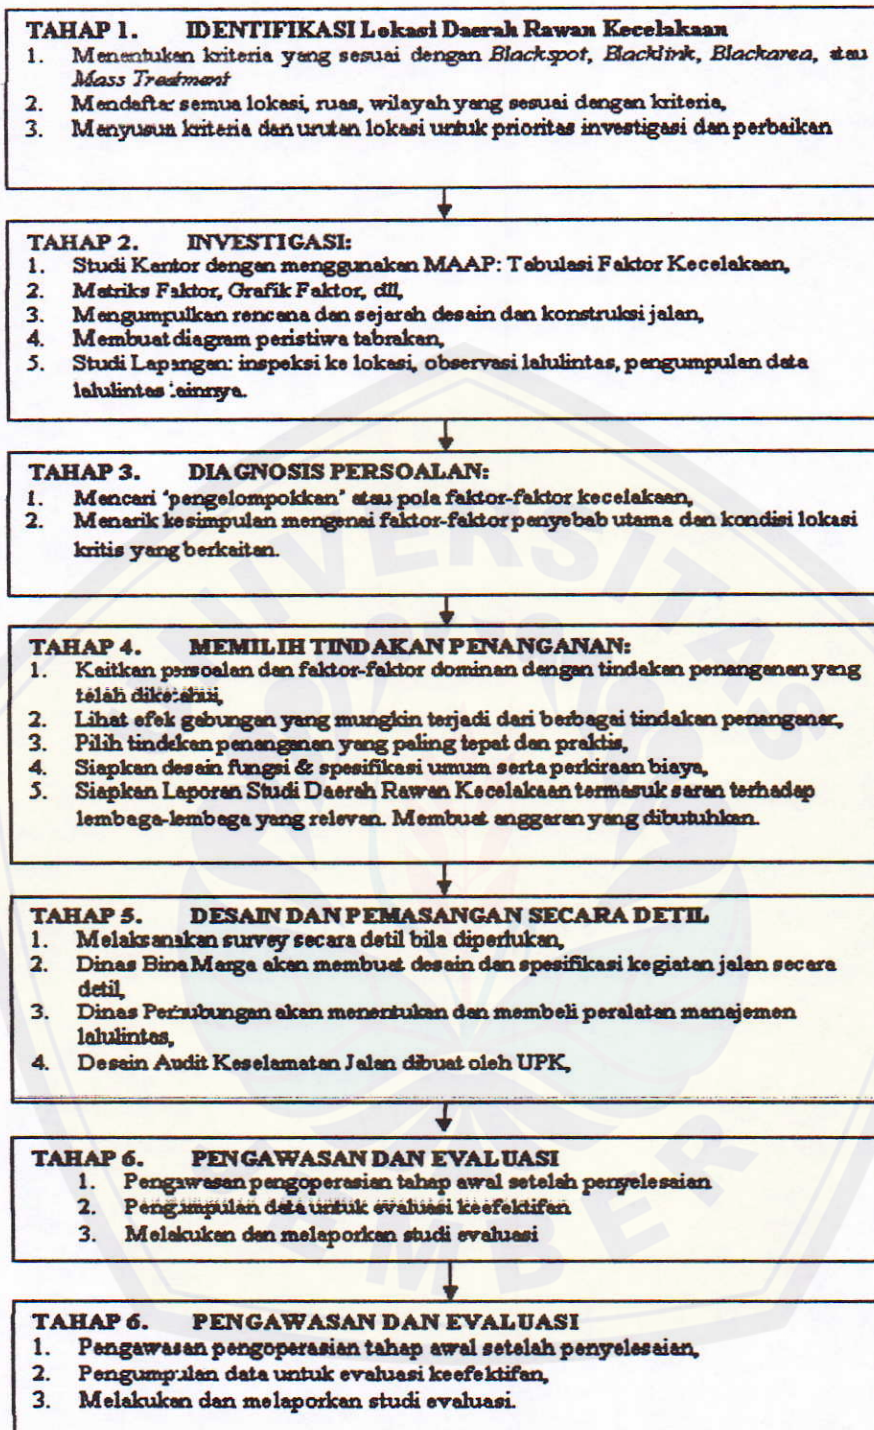 TAHAP 1. IDENTIFIKASI Lokasi Daerah Rawan Kecelakaan
1. Menentukan kriteria yang sesuai dengan Blackspot, Blacklink, Blackarea, atau
Mass Treatment
2. Mendaftar semua lokasi, ruas, wilayah yang sesuai dengan kriteria,
3. Menyusun kriteria dan urutan lokasi untuk prioritas investigasi dan perbaikan
TAHAP 2. INVESTIGASI:
1. Studi Kantor dengan menggunakan MAAP: Tabulasi Faktor Kecelakaan,
2. Matriks Faktor, Grafik Faktor, dll,
3. Mengumpulkan rencana dan sejarah desain dan konstruksi jalan,
4. Membuat diagram peristiwa tabrakan,
5. Studi Lapangan: inspeksi ke lokasi, observasi lalulintas, pengumpulan data
lalulintas lainnya.
TAHAP 3. DIAGNOSIS PERSOALAN:
1. Mencari 'pengelompokkan' atau pola faktor-faktor kecelakaan,
2. Menarik kesimpulan mengenai faktor-faktor penyebab utama dan kondisi lokasi
kritis yang berkaitan.
TAHAP 4. MEMILIH TINDAKAN PENANGANAN:
1. Kaitkan persoalan dan faktor-faktor dominan dengan tindakan penanganan yang
telah diketahui,
2. Lihat efek gabungan yang mungkin terjadi dari berbagai tindakan penanganan,
3. Pilih tindakan penanganan yang paling tepat dan praktis,
4. Siapkan desain fungsi & spesifikasi umum serta perkiraan biaya,
5. Siapkan Laporan Studi Daerah Rawan Kecelakaan termasuk saran terhadap
lembaga-lembaga yang relevan. Membuat anggaran yang dibutuhkan.
TAHAP 5. DESAIN DAN PEMASANGAN SECARA DETIL
1. Melaksanakan survey secara detil bila diperlukan,
2. Dinas Bina Marga akan membuat desain dan spesifikasi kegiatan jalan secara
detil,
3. Dinas Perhubungan akan menentukan dan membeli peralatan manajemen
lalulintas,
4. Desain Audit Keselamatan Jalan dibuat oleh UPK,
TAHAP 6. PENGAWASAN DAN EVALUASI
1. Pengawasan pengoperasian tahap awal setelah penyelesaian
2. Pengumpulan data untuk evaluasi keefektifan
3. Melakukan dan melaporkan studi evaluasi
TAHAP 6. PENGAWASAN DAN EVALUASI
1. Pengawasan pengoperasian tahap awal setelah penyelesaian,
2. Pengumpulan data untuk evaluasi keefektifan,
3. Melakukan dan melaporkan studi evaluasi.
UNIVERSITAS
JEMBER